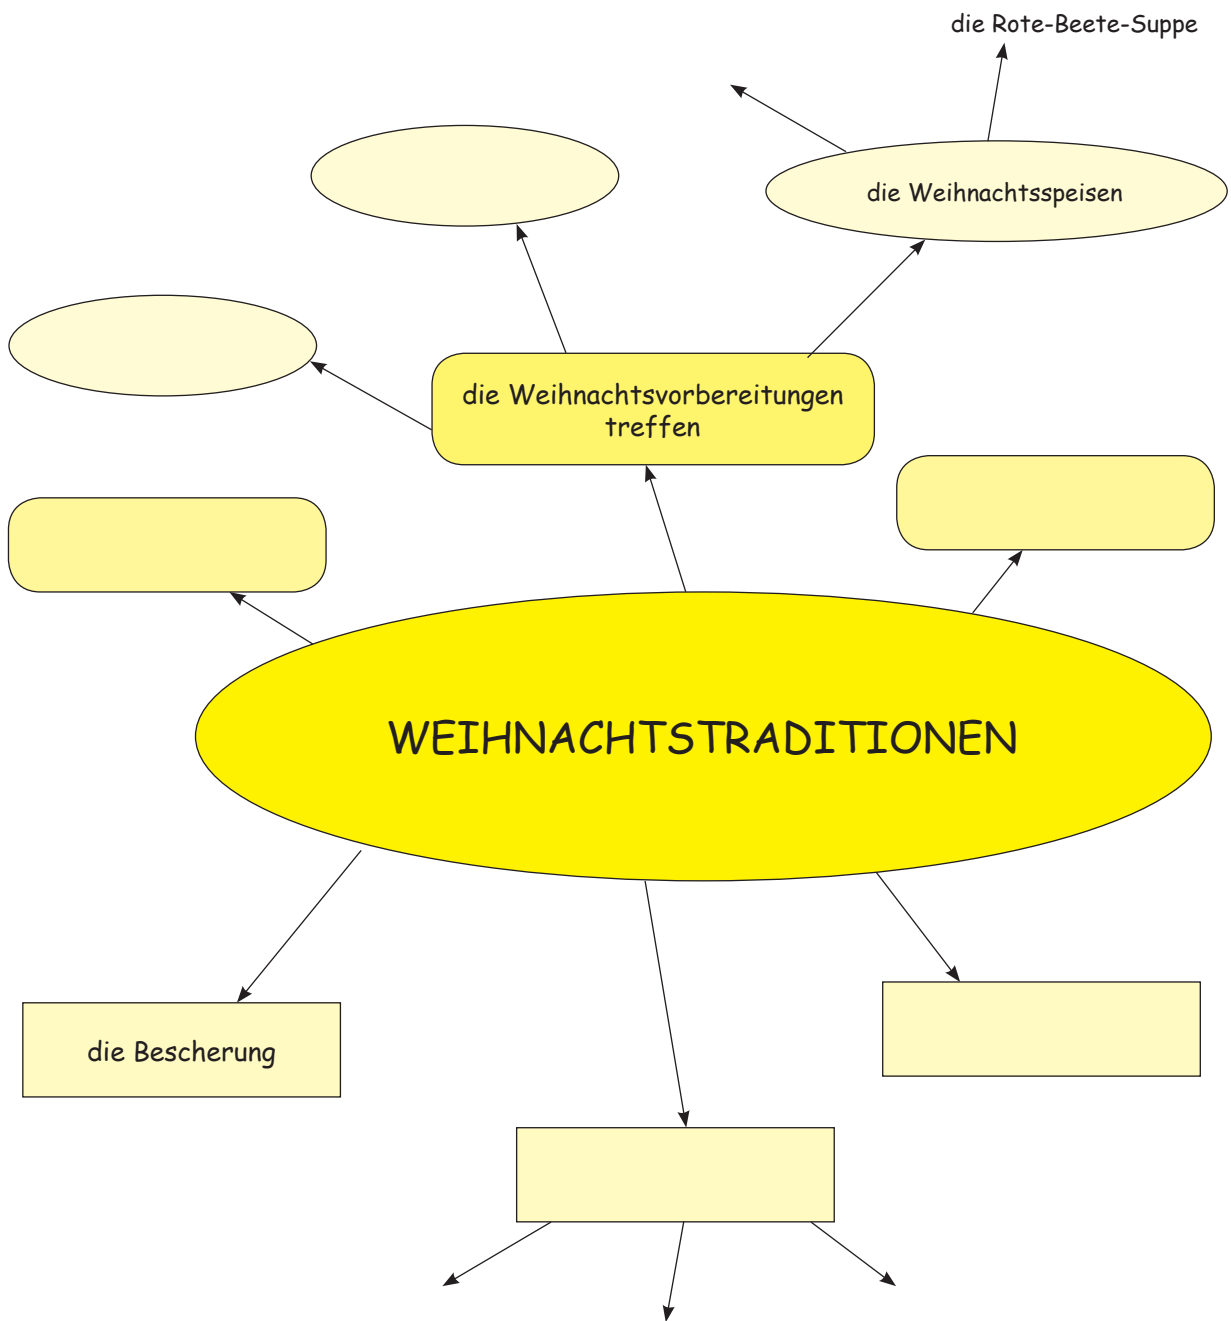 die Rote-Beete-Suppe
die Weihnachtsspeisen
die Weihnachtsvorbereitungen
treffen
WEIHNACHTSTRADITIONEN
die Bescherung